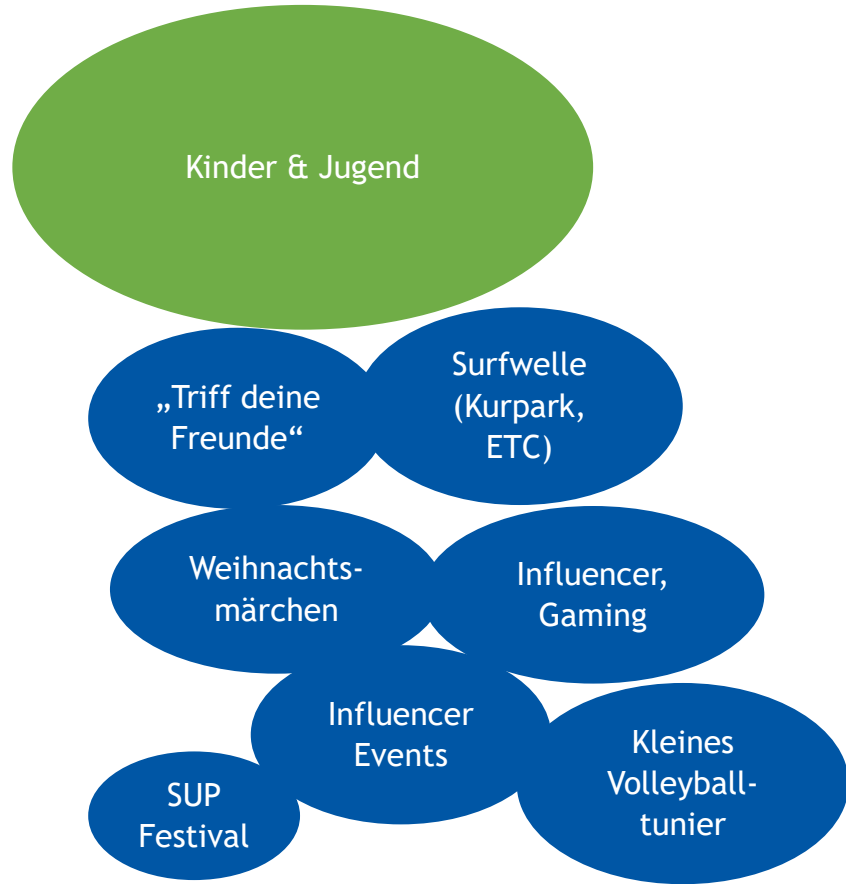 Kinder & Jugend
„Triff deine
Freunde“
Surfwelle
(Kurpark,
ETC)
Weihnachts-
märchen
Influencer,
Gaming
Influencer
Events
Kleines
Volleyball-
tunier
SUP
Festival